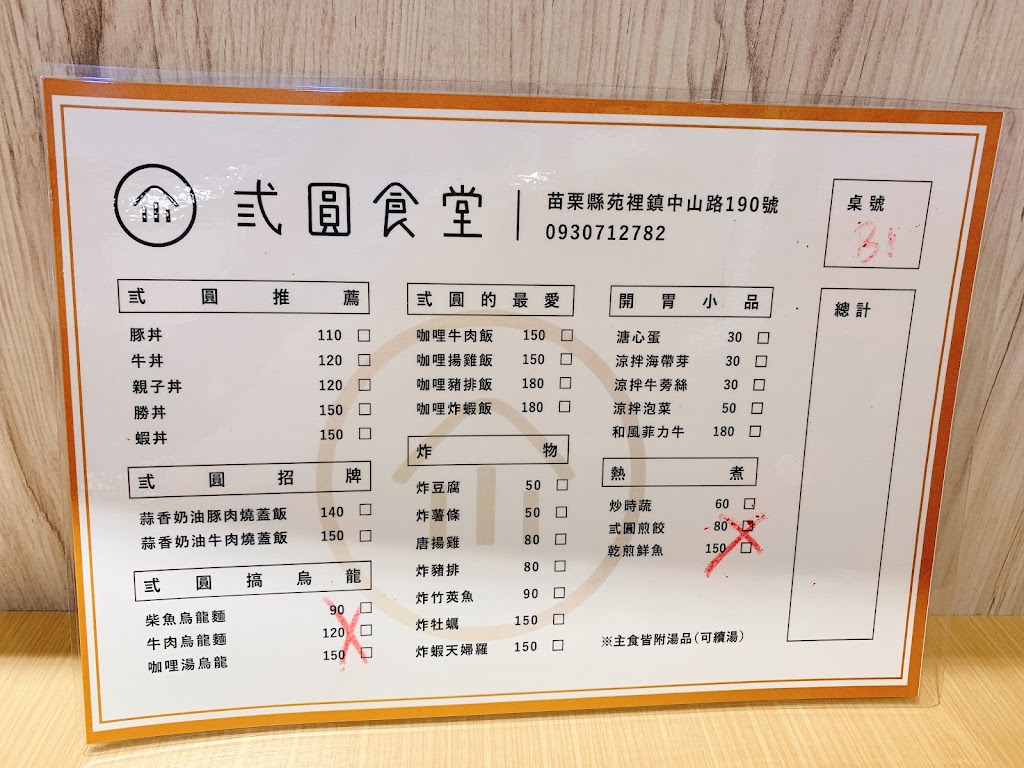 弍圓食堂
苗栗縣苑裡鎮中山路190號
0930712782
桌號
B1
總計
弍圓推薦
豚丼 110 □
牛丼 120 □
親子丼 120 □
勝丼 150 □
蝦丼 150 □
弍圓招牌
蒜香奶油豚肉燒蓋飯 140 □
蒜香奶油牛肉燒蓋飯 150 □
弍圓搞烏龍
柴魚烏龍麵 90 □
牛肉烏龍麵 120 □
咖哩湯烏龍 150 □
弍圓的最愛
咖哩牛肉飯 150 □
咖哩揚雞飯 150 □
咖哩豬排飯 180 □
咖哩炸蝦飯 180 □
炸物
炸豆腐 50 □
炸薯條 50 □
唐揚雞 80 □
炸豬排 80 □
炸竹莢魚 90 □
炸牡蠣 150 □
炸蝦天婦羅 150 □
開胃小品
溏心蛋 30 □
涼拌海帶芽 30 □
涼拌牛蒡絲 30 □
涼拌泡菜 50 □
和風菲力牛 180 □
熱煮
炒時蔬 60 □
弍圓煎餃 80 □
乾煎鮮魚 150 □
※主食皆附湯品(可續湯)